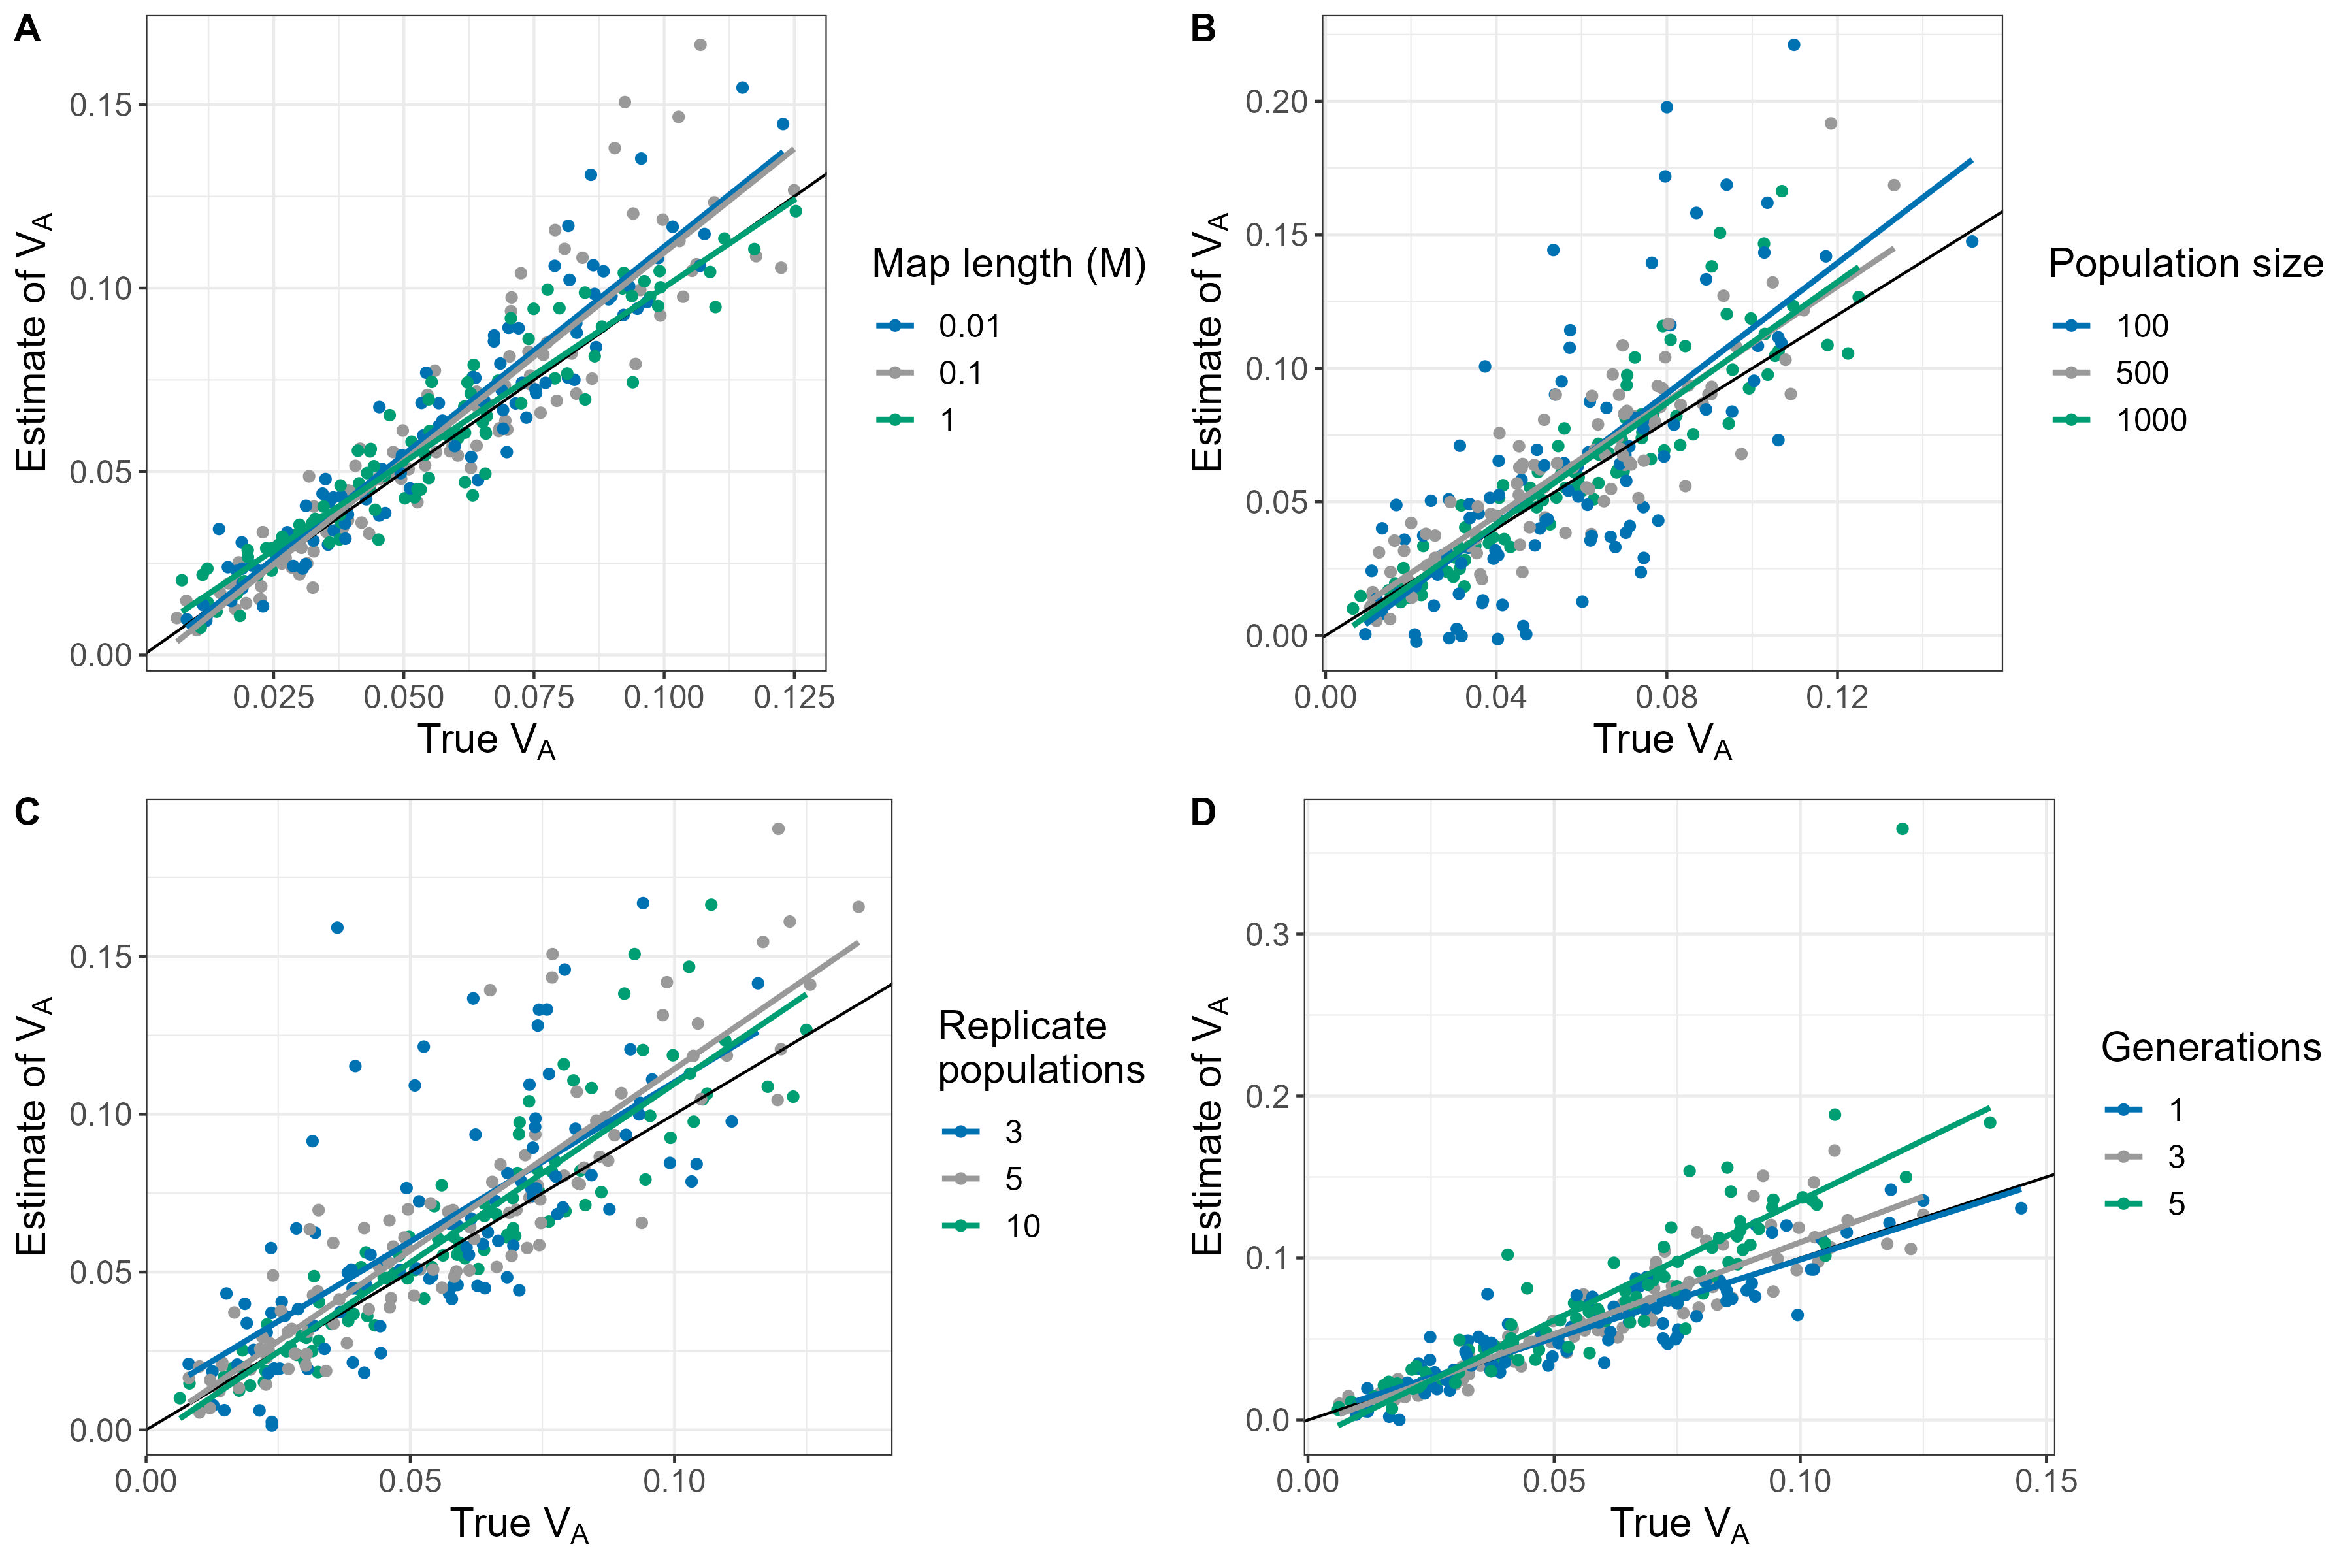 A
Estimate of VA
0.15
0.10
0.05
0.00
0.025 0.050 0.075 0.100 0.125
True VA
Map length (M)
0.01
0.1
1
B
Estimate of VA
0.20
0.15
0.10
0.05
0.00
0.00 0.04 0.08 0.12
True VA
Population size
100
500
1000
C
Estimate of VA
0.15
0.10
0.05
0.00
0.00 0.05 0.10
True VA
Replicate
populations
3
5
10
D
Estimate of VA
0.3
0.2
0.1
0.0
0.00 0.05 0.10 0.15
True VA
Generations
1
3
5